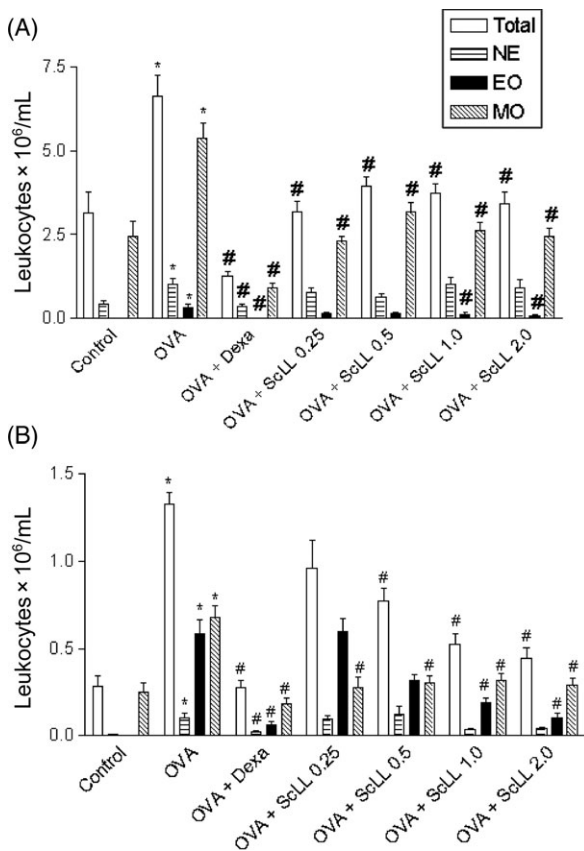 (A)
Total
NE
EO
MO
Leukocytes × 10⁶/mL
7.5
5.0
2.5
0.0
* * * *
# # # #
# #
# #
# # #
# # #
Control
OVA
OVA + Dexa
OVA + ScLL 0.25
OVA + ScLL 0.5
OVA + ScLL 1.0
OVA + ScLL 2.0
(B)
Leukocytes × 10⁶/mL
1.5
1.0
0.5
0.0
* * * *
# # # #
#
# #
# # #
# # #
Control
OVA
OVA + Dexa
OVA + ScLL 0.25
OVA + ScLL 0.5
OVA + ScLL 1.0
OVA + ScLL 2.0